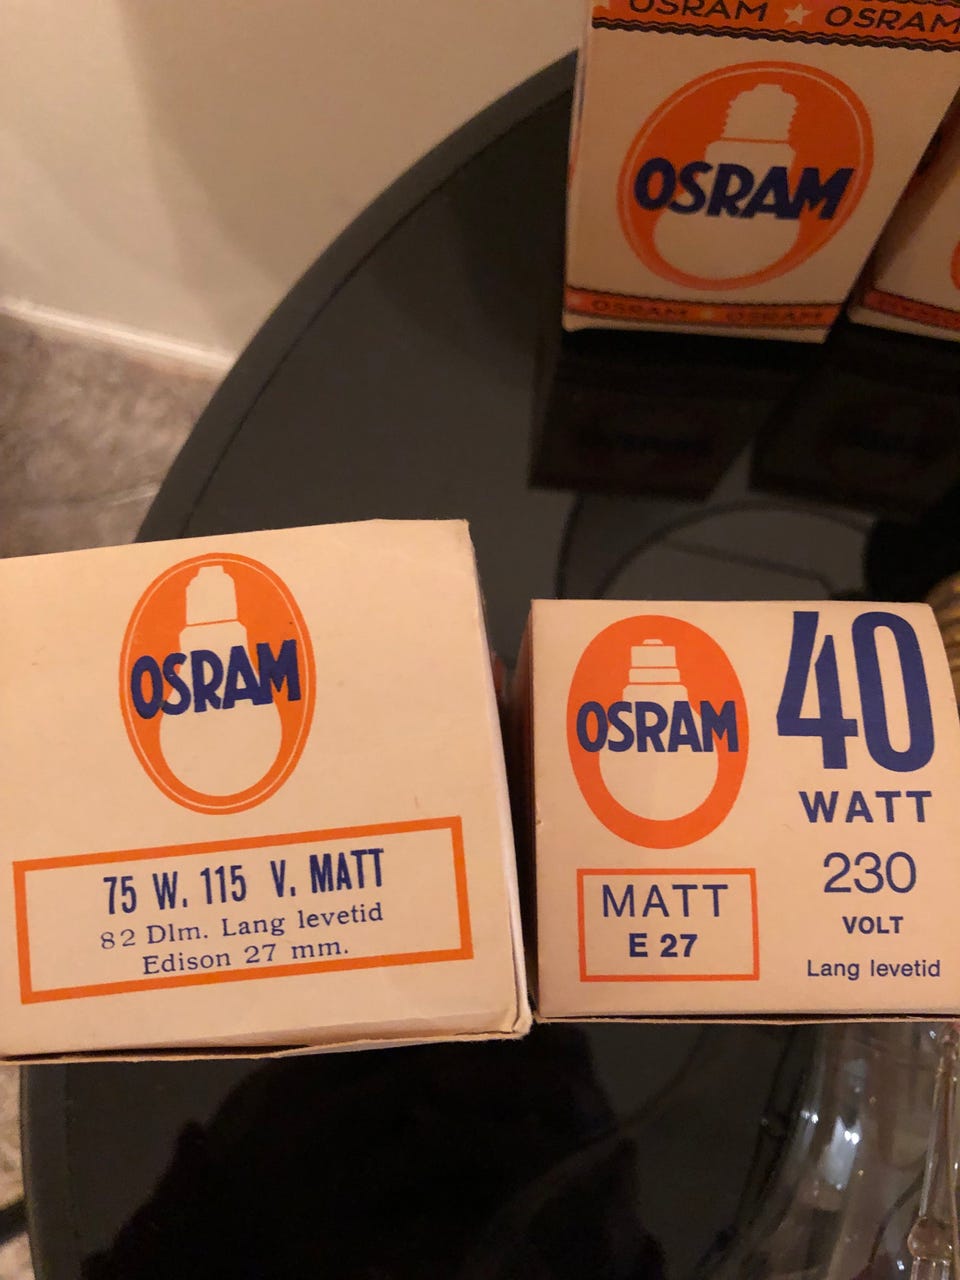 OSRAM ★ OSRAM
OSRAM
OSRAM ★ OSRAM
OSRAM
75 W. 115 V. MATT
82 Dlm. Lang levetid
Edison 27 mm.
OSRAM
40
WATT
230
VOLT
Lang levetid
MATT
E 27